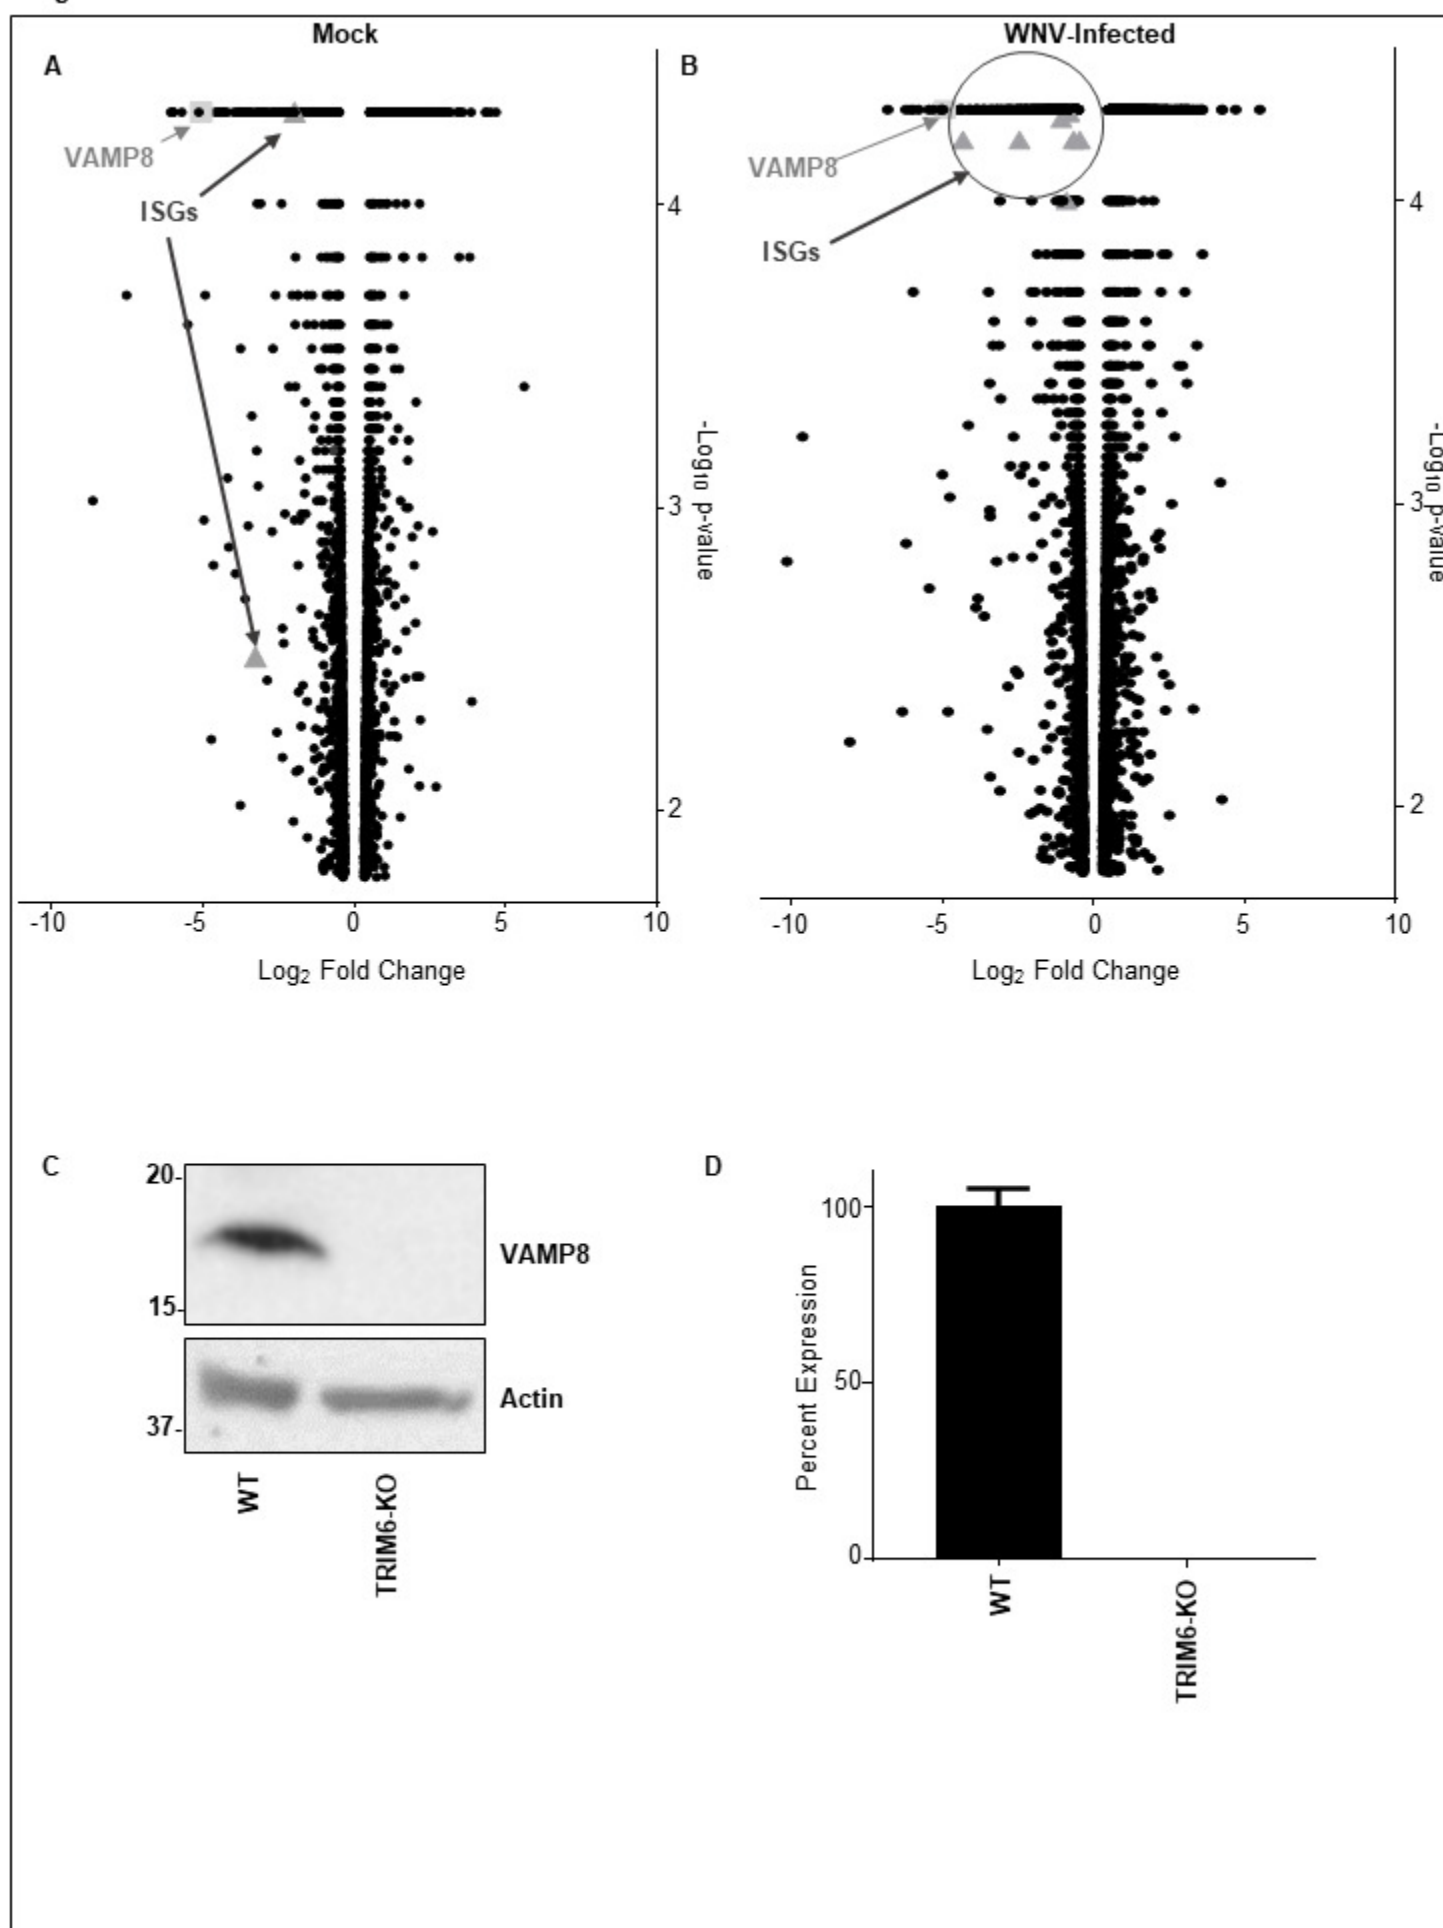 Mock
WNV-Infected
A
B
VAMP8
ISGs
VAMP8
ISGs
4
3
2
-Log10 p-value
4
3
2
-Log10 p-value
-10 -5 0 5 10
-10 -5 0 5 10
Log2 Fold Change
Log2 Fold Change
C
D
20-
15-
VAMP8
37-
Actin
WT
TRIM6-KO
100
50
0
Percent Expression
WT
TRIM6-KO